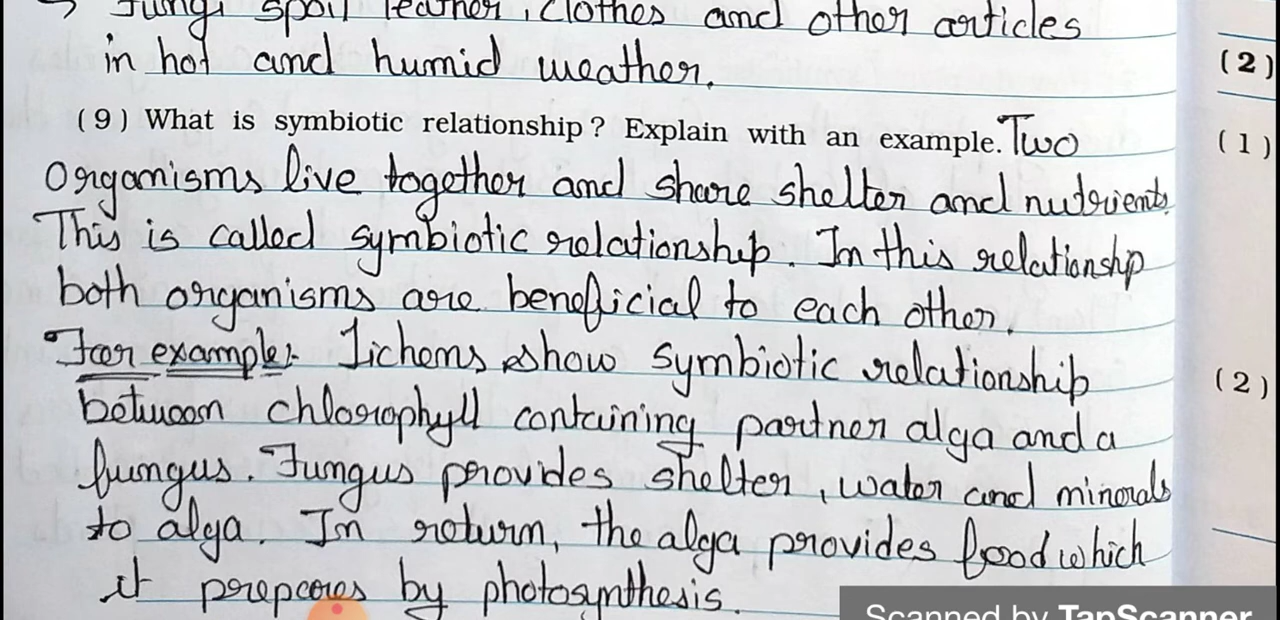 → Fungi spoil leather, clothes and other articles
in hot and humid weather.
(2)
(9) What is symbiotic relationship? Explain with an example. Two
(1)
Organisms live together and share shelter and nutrients.
This is called symbiotic relationship. In this relationship
both organisms are beneficial to each other.
• For example:- Lichens show symbiotic relationship
(2)
between chlorophyll containing partner alga and a
fungus. Fungus provides shelter, water and minerals
to alga. In return, the alga provides food which
it prepares by photosynthesis.
Scanned by TapScanner